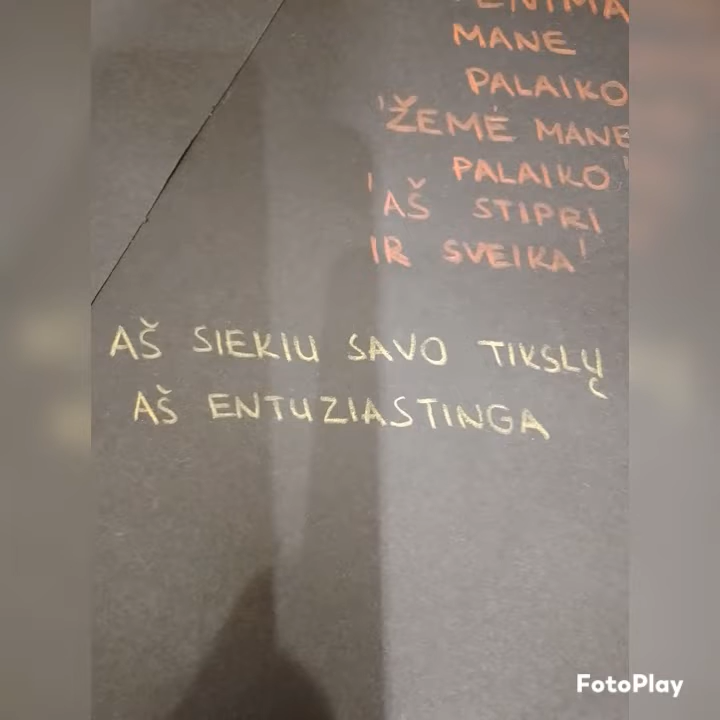 MANE
PALAIKO
'ŽEMĖ MANE
PALAIKO!
'AŠ STIPRI
IR SVEIKA!
AŠ SIEKIU SAVO TIKSLŲ
AŠ ENTUZIASTINGA
FotoPlay